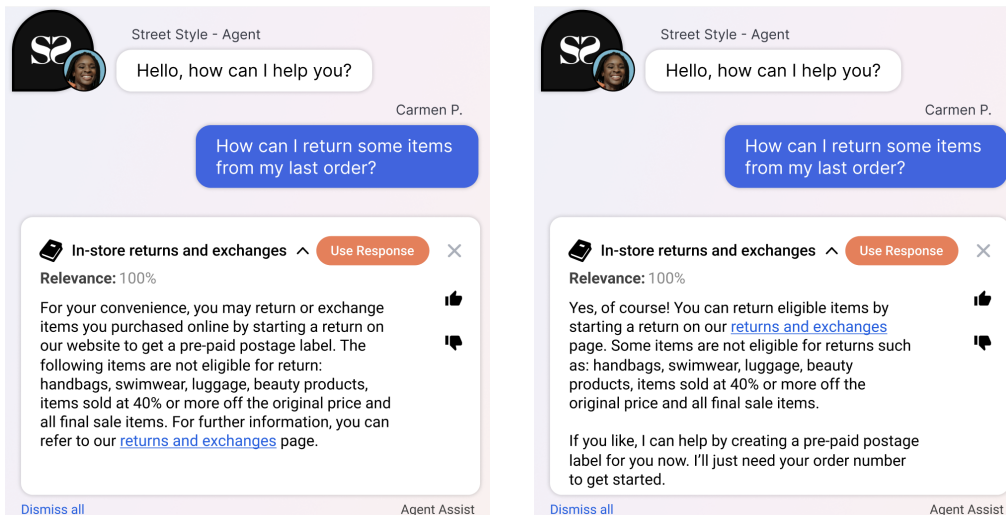 Street Style - Agent
Hello, how can I help you?
Carmen P.
How can I return some items
from my last order?
In-store returns and exchanges
Use Response
Relevance: 100%
For your convenience, you may return or exchange
items you purchased online by starting a return on
our website to get a pre-paid postage label. The
following items are not eligible for return:
handbags, swimwear, luggage, beauty products,
items sold at 40% or more off the original price and
all final sale items. For further information, you can
refer to our returns and exchanges page.
Dismiss all
Agent Assist
Street Style - Agent
Hello, how can I help you?
Carmen P.
How can I return some items
from my last order?
In-store returns and exchanges
Use Response
Relevance: 100%
Yes, of course! You can return eligible items by
starting a return on our returns and exchanges
page. Some items are not eligible for returns such
as: handbags, swimwear, luggage, beauty
products, items sold at 40% or more off the
original price and all final sale items.
If you like, I can help by creating a pre-paid postage
label for you now. I’ll just need your order number
to get started.
Dismiss all
Agent Assist